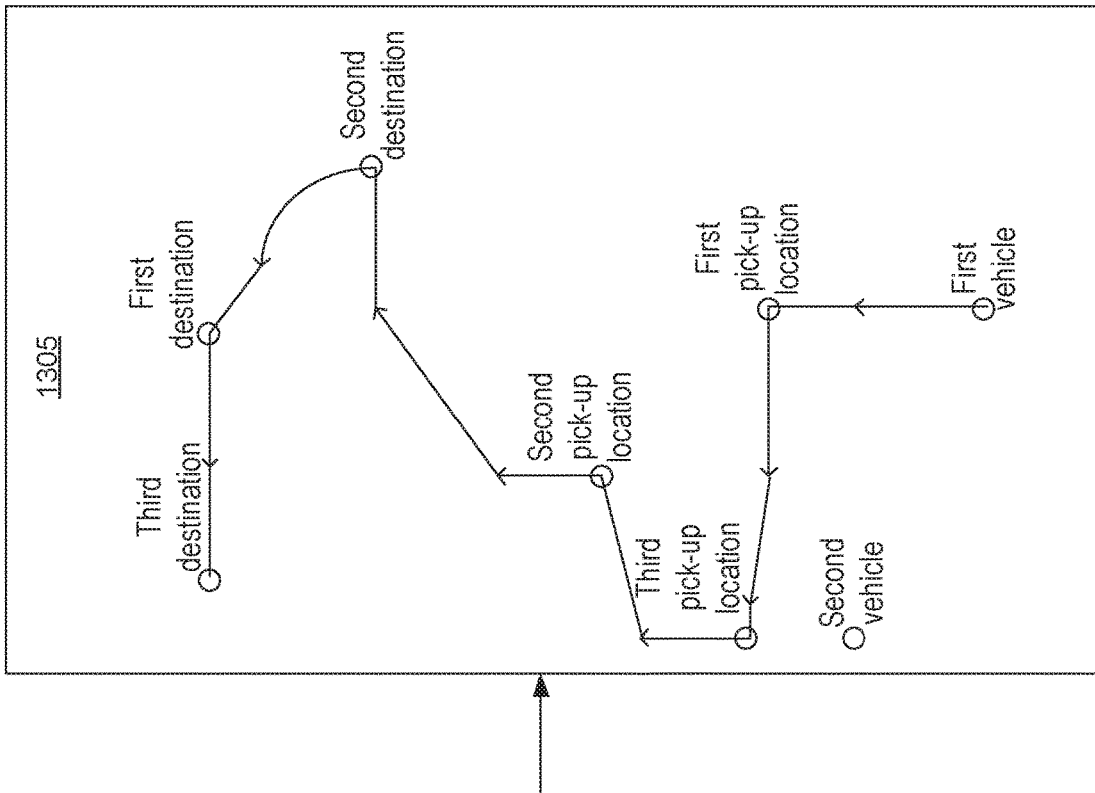 1305
Third
destination
First
destination
Second
destination
Second
pick-up
location
Third
pick-up
location
First
pick-up
location
Second
vehicle
First
vehicle